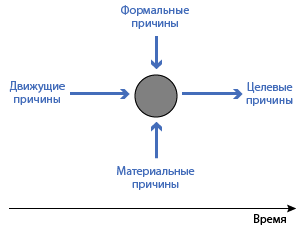 Формальные
причины
Движущие
причины
Целевые
причины
Материальные
причины
Время